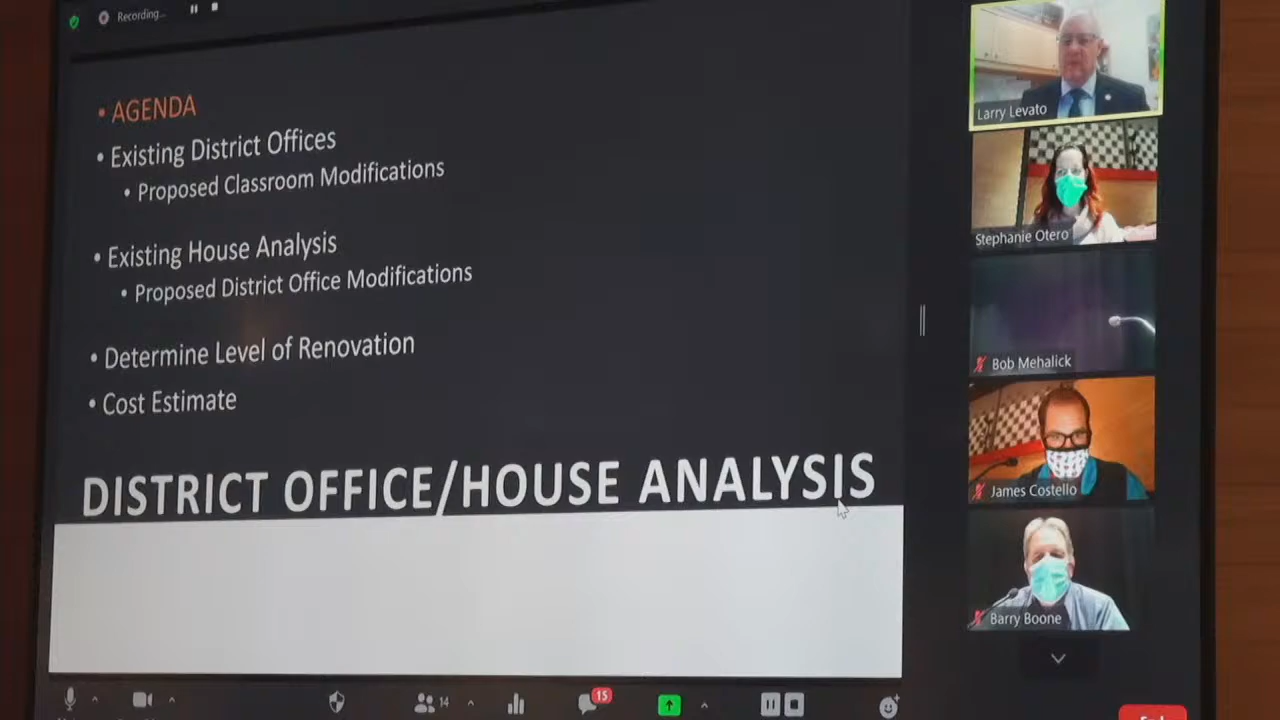 Recording...
• AGENDA
• Existing District Offices
• Proposed Classroom Modifications
• Existing House Analysis
• Proposed District Office Modifications
• Determine Level of Renovation
• Cost Estimate
DISTRICT OFFICE/HOUSE ANALYSIS
Larry Levato
Stephanie Otero
Bob Mehalick
James Costello
Barry Boone
14
15